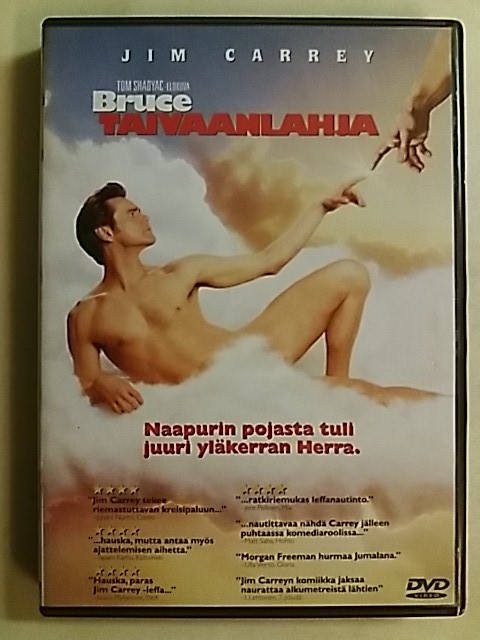 JIM CARREY
TOM SHADYAC-ELOKUVA
Bruce
TAIVAANLAHJA
Naapurin pojasta tuli
juuri yläkerran Herra.
"Jim Carrey tekee
riemastuttavan kreisipaluun..."
"...hauska, mutta antaa myös
ajattelemisen aihetta."
"Hauska, paras
Jim Carrey -leffa..."
"...ratkiriemukas leffanautinto."
"...nautittavaa nähdä Carrey jälleen
puhtaassa komediaroolissa..."
"Morgan Freeman hurmaa Jumalana."
"Jim Carreyn komiikka jaksaa
naurattaa alkumetreistä lähtien"
DVD
VIDEO